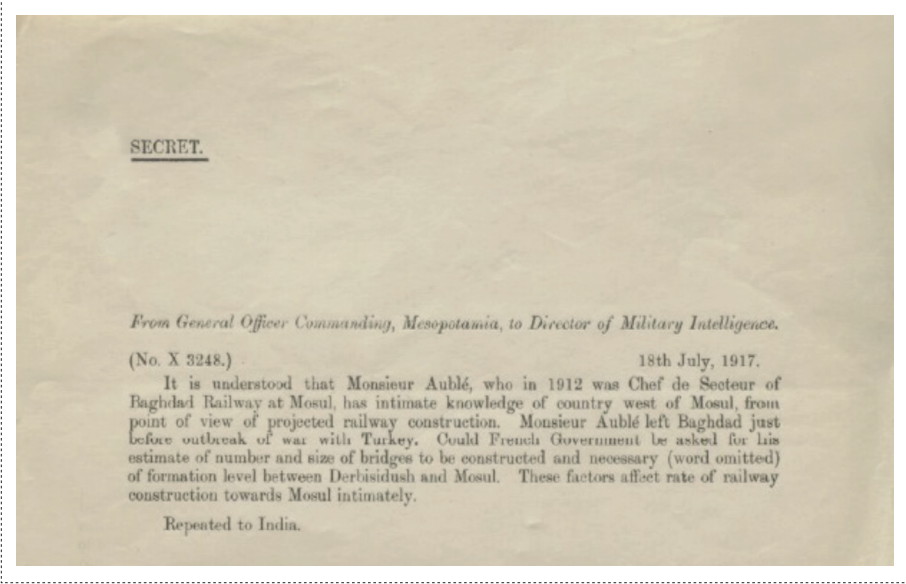 SECRET.
From General Officer Commanding, Mesopotamia, to Director of Military Intelligence.
(No. X 3248.) 18th July, 1917.
It is understood that Monsieur Aublé, who in 1912 was Chef de Secteur of
Baghdad Railway at Mosul, has intimate knowledge of country west of Mosul, from
point of view of projected railway construction. Monsieur Aublé left Baghdad just
before outbreak of war with Turkey. Could French Government be asked for his
estimate of number and size of bridges to be constructed and necessary (word omitted)
of formation level between Derbisidush and Mosul. These factors affect rate of railway
construction towards Mosul intimately.
Repeated to India.